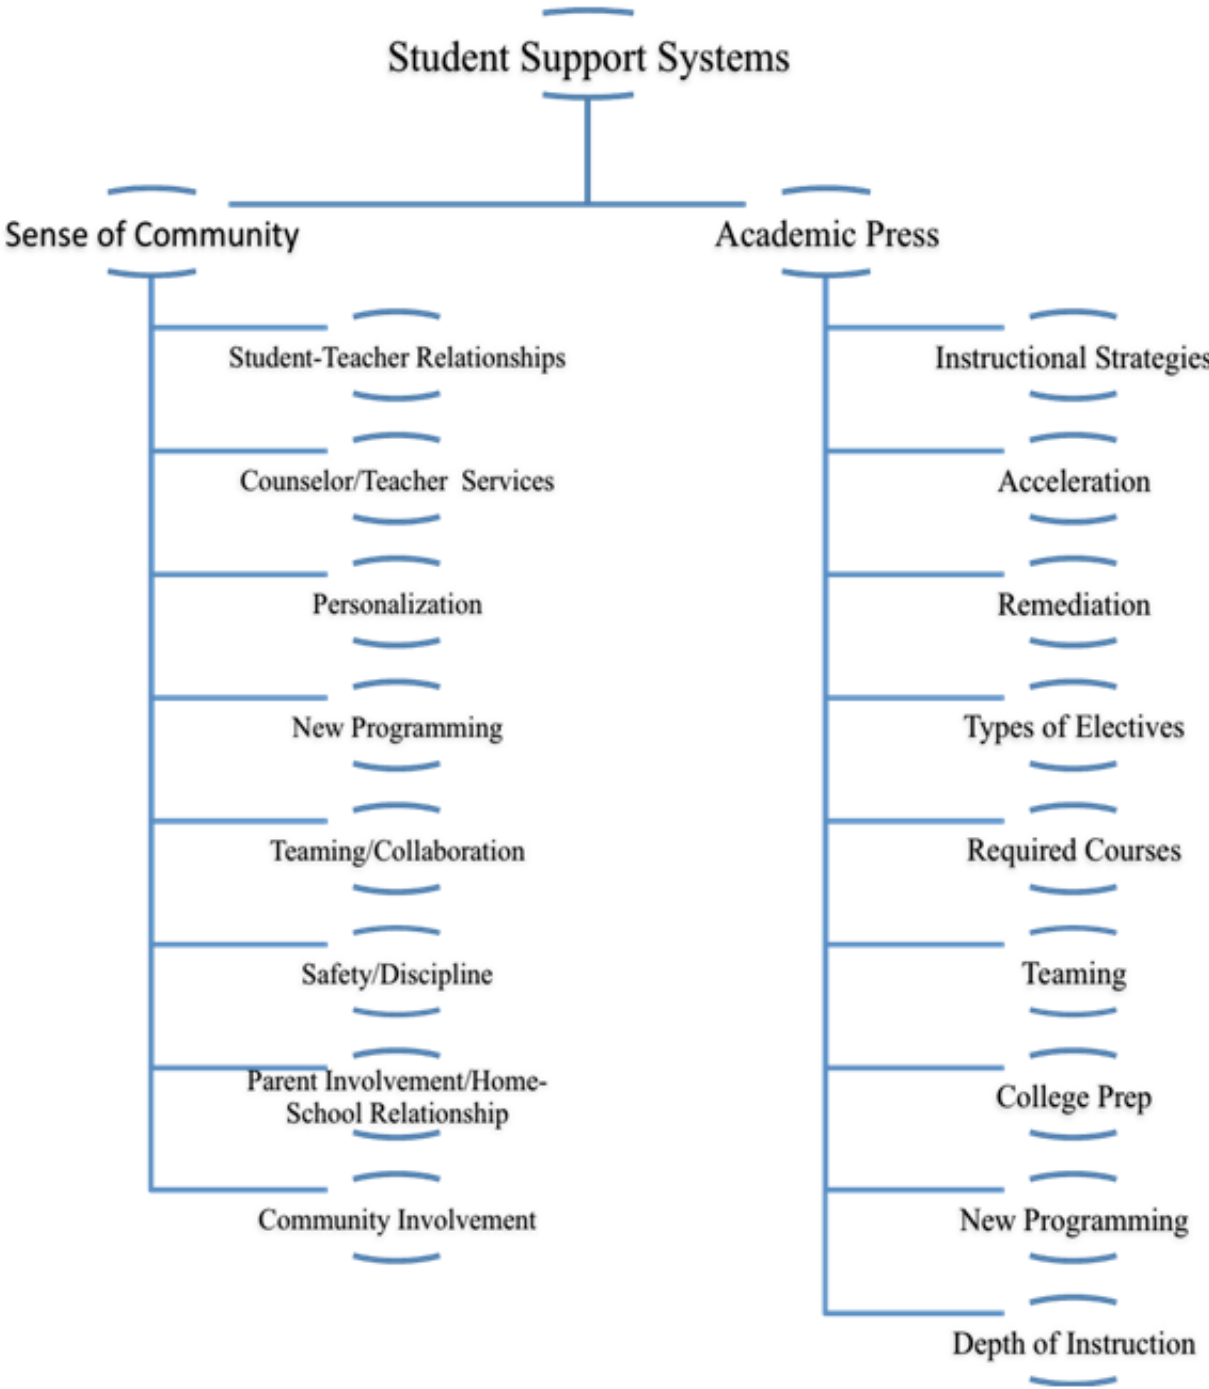 Student Support Systems
Sense of Community
Student-Teacher Relationships
Counselor/Teacher  Services
Personalization
New Programming
Teaming/Collaboration
Safety/Discipline
Parent Involvement/Home-
School Relationship
Community Involvement
Academic Press
Instructional Strategies
Acceleration
Remediation
Types of Electives
Required Courses
Teaming
College Prep
New Programming
Depth of Instruction